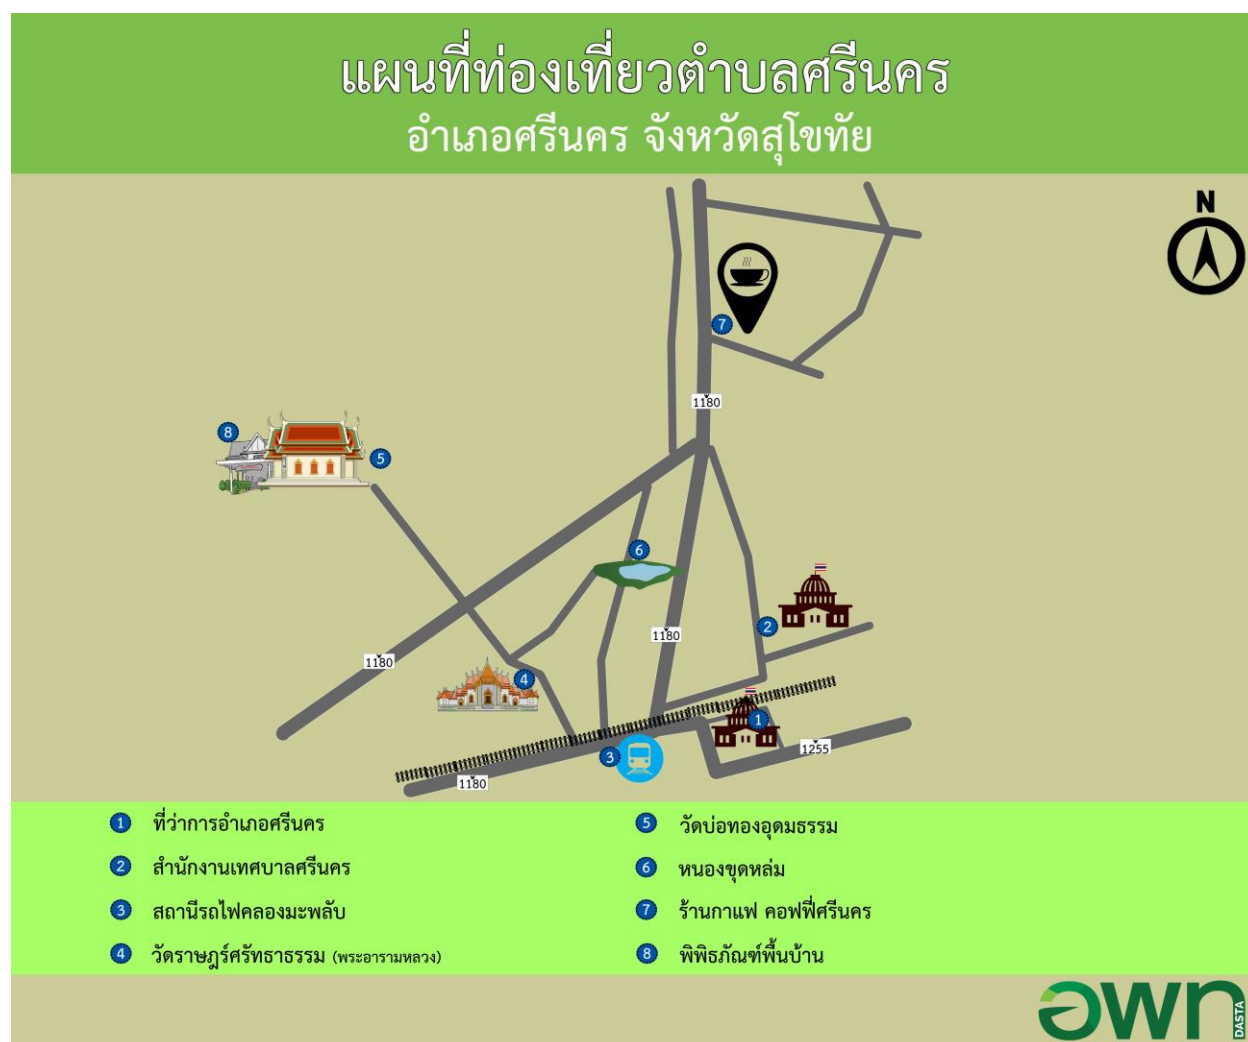 แผนที่ท่องเที่ยวตำบลศรีนคร
อำเภอศรีนคร จังหวัดสุโขทัย
N
7
1180
8
5
6
2
1180
1180
4
1
1255
3
1180
1 ที่ว่าการอำเภอศรีนคร
2 สำนักงานเทศบาลศรีนคร
3 สถานีรถไฟคลองมะพลับ
4 วัดราษฎร์ศรัทธาธรรม (พระอารามหลวง)
5 วัดบ่อทองอุดมธรรม
6 หนองขุดหล่ม
7 ร้านกาแฟ คอฟฟี่ศรีนคร
8 พิพิธภัณฑ์พื้นบ้าน
อพท
DASTA